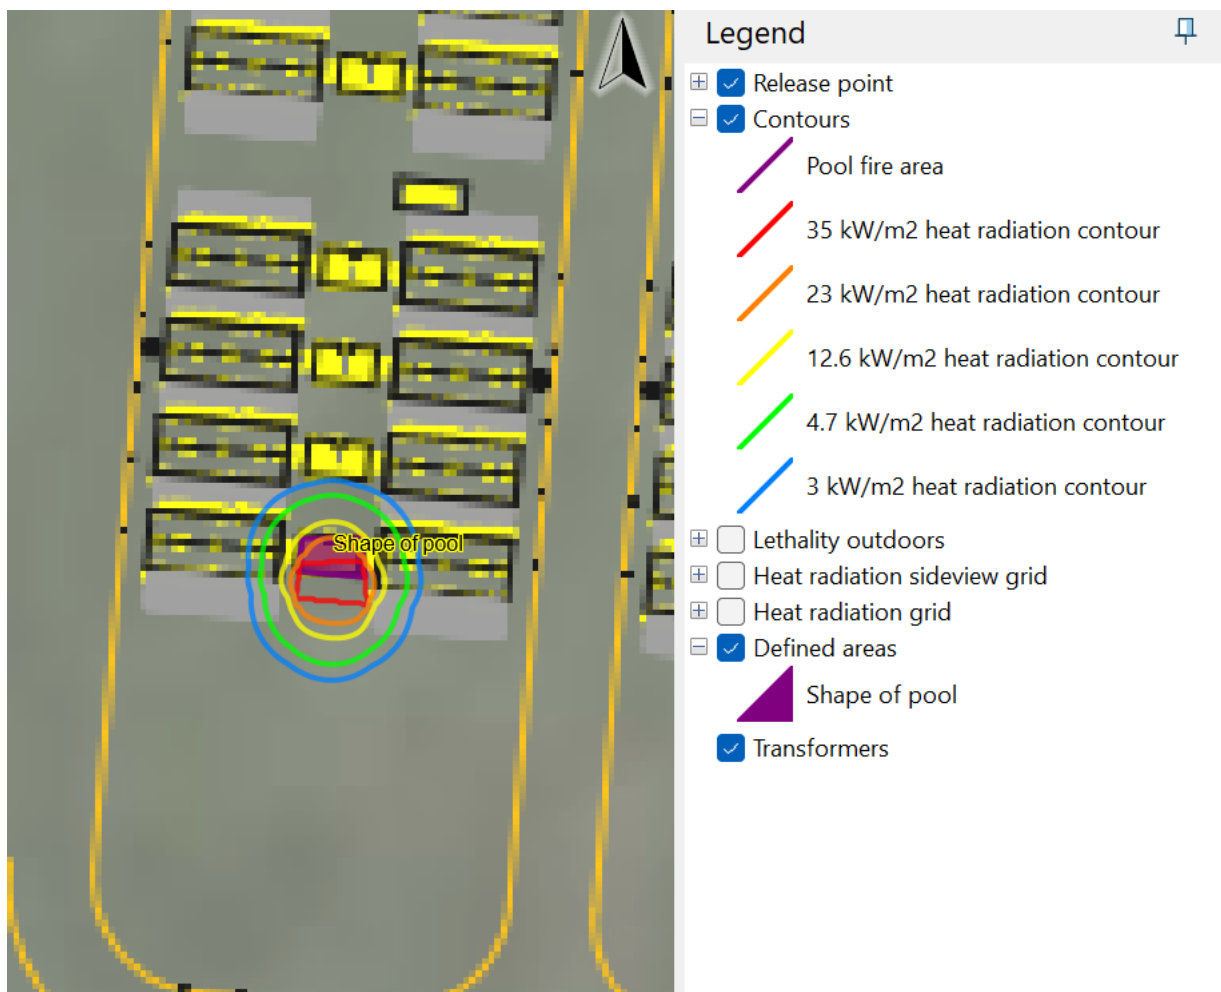 Legend
Release point
Contours
Pool fire area
35 kW/m2 heat radiation contour
23 kW/m2 heat radiation contour
12.6 kW/m2 heat radiation contour
4.7 kW/m2 heat radiation contour
3 kW/m2 heat radiation contour
Lethality outdoors
Heat radiation sideview grid
Heat radiation grid
Defined areas
Shape of pool
Transformers
Shape of pool